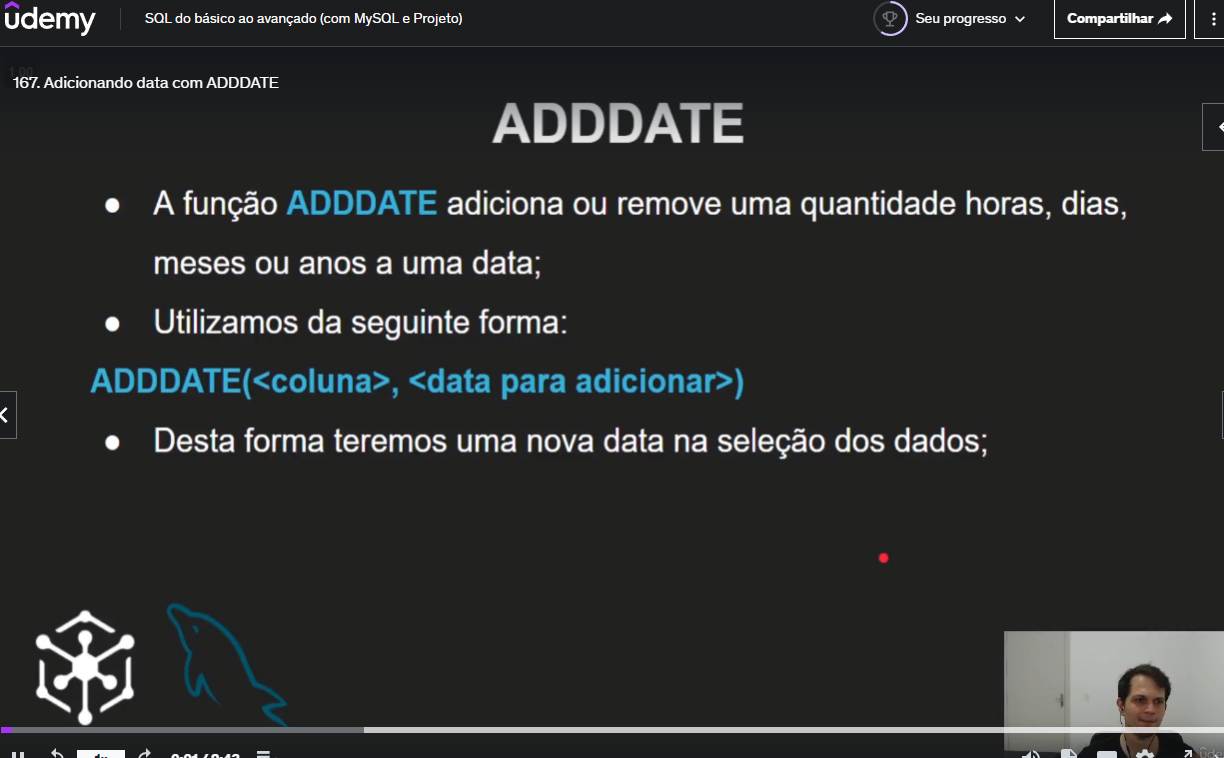 ûdemy
SQL do básico ao avançado (com MySQL e Projeto)
Seu progresso
Compartilhar
167. Adicionando data com ADDDATE
ADDDATE
● A função ADDDATE adiciona ou remove uma quantidade horas, dias,
meses ou anos a uma data;
● Utilizamos da seguinte forma:
ADDDATE(<coluna>, <data para adicionar>)
● Desta forma teremos uma nova data na seleção dos dados;